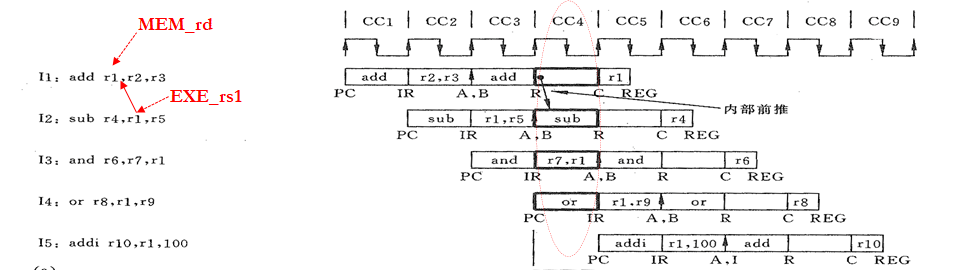 CC1 CC2 CC3 CC4 CC5 CC6 CC7 CC8 CC9
MEM_rd
I1: add r1,r2,r3
add r2,r3 add r1
PC IR A,B R C REG
EXE_rs1
内部前推
I2: sub r4,r1,r5
sub r1,r5 sub r4
PC IR A,B R C REG
I3: and r6,r7,r1
and r7,r1 and r6
PC IR A,B R C REG
I4: or r8,r1,r9
or r1,r9 or r8
PC IR A,B R C REG
I5: addi r10,r1,100
addi r1,100 add r10
PC IR A,I R C REG